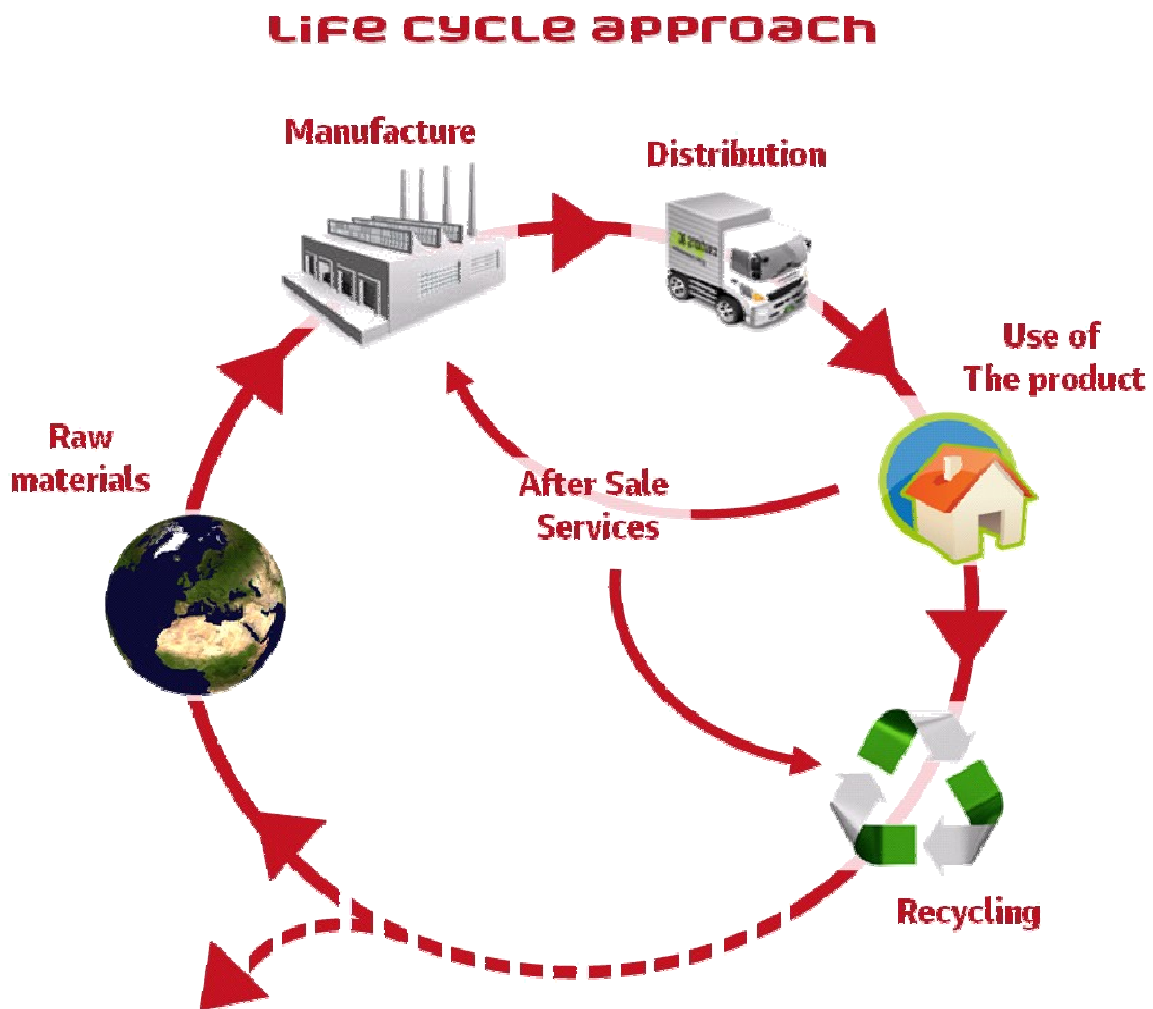 Life cycle approach
Manufacture
Distribution
Use of
The product
Raw
materials
After Sale
Services
Recycling